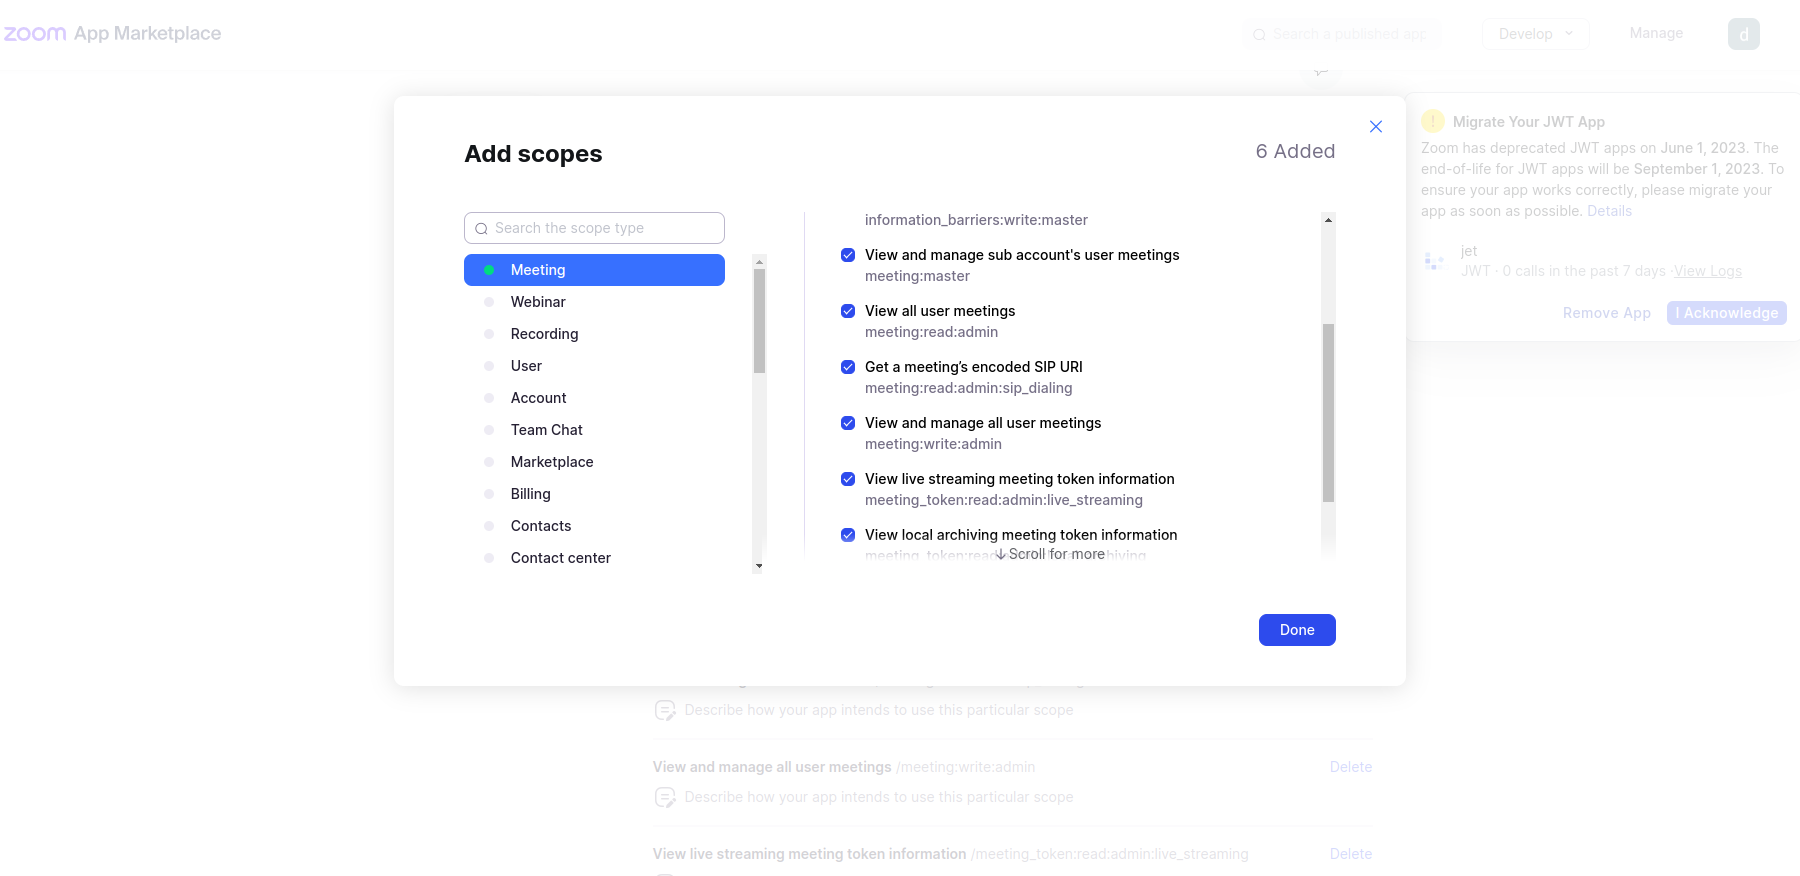 zoom App Marketplace
Search a published app
Develop
Manage
d
Add scopes
6 Added
Search the scope type
Meeting
Webinar
Recording
User
Account
Team Chat
Marketplace
Billing
Contacts
Contact center
information_barriers:write:master
View and manage sub account's user meetings
meeting:master
View all user meetings
meeting:read:admin
Get a meeting’s encoded SIP URI
meeting:read:admin:sip_dialing
View and manage all user meetings
meeting:write:admin
View live streaming meeting token information
meeting_token:read:admin:live_streaming
View local archiving meeting token information
Scroll for more
Done
Migrate Your JWT App
Zoom has deprecated JWT apps on June 1, 2023. The
end-of-life for JWT apps will be September 1, 2023. To
ensure your app works correctly, please migrate your
app as soon as possible. Details
jet
JWT · 0 calls in the past 7 days ·View Logs
Remove App
I Acknowledge
Describe how your app intends to use this particular scope
View and manage all user meetings /meeting:write:admin
Delete
Describe how your app intends to use this particular scope
View live streaming meeting token information /meeting_token:read:admin:live_streaming
Delete